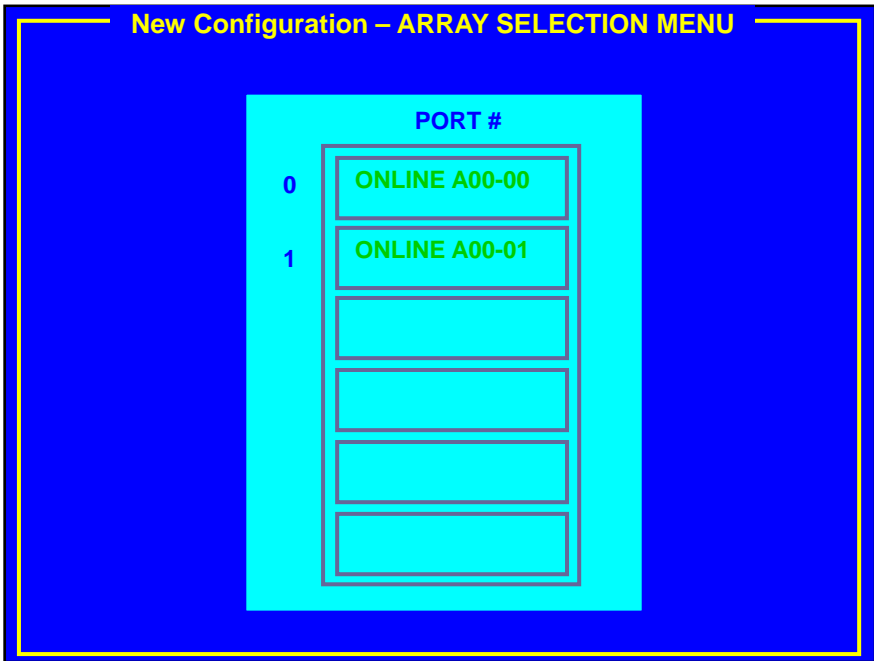 New Configuration – ARRAY SELECTION MENU
PORT #
0 ONLINE A00-00
1 ONLINE A00-01